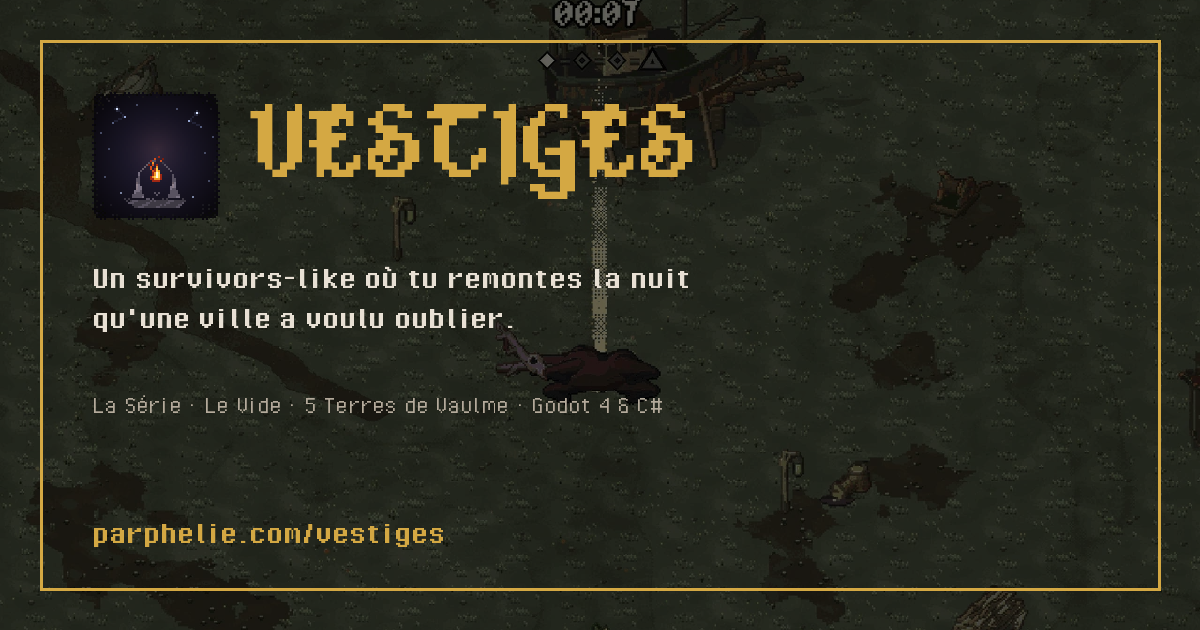 00:07
VESTIGES
Un survivors-like où tu remontes la nuit
qu'une ville a voulu oublier.
La Série · Le Vide · 5 Terres de Vaulme · Godot 4 & C#
parphelie.com/vestiges